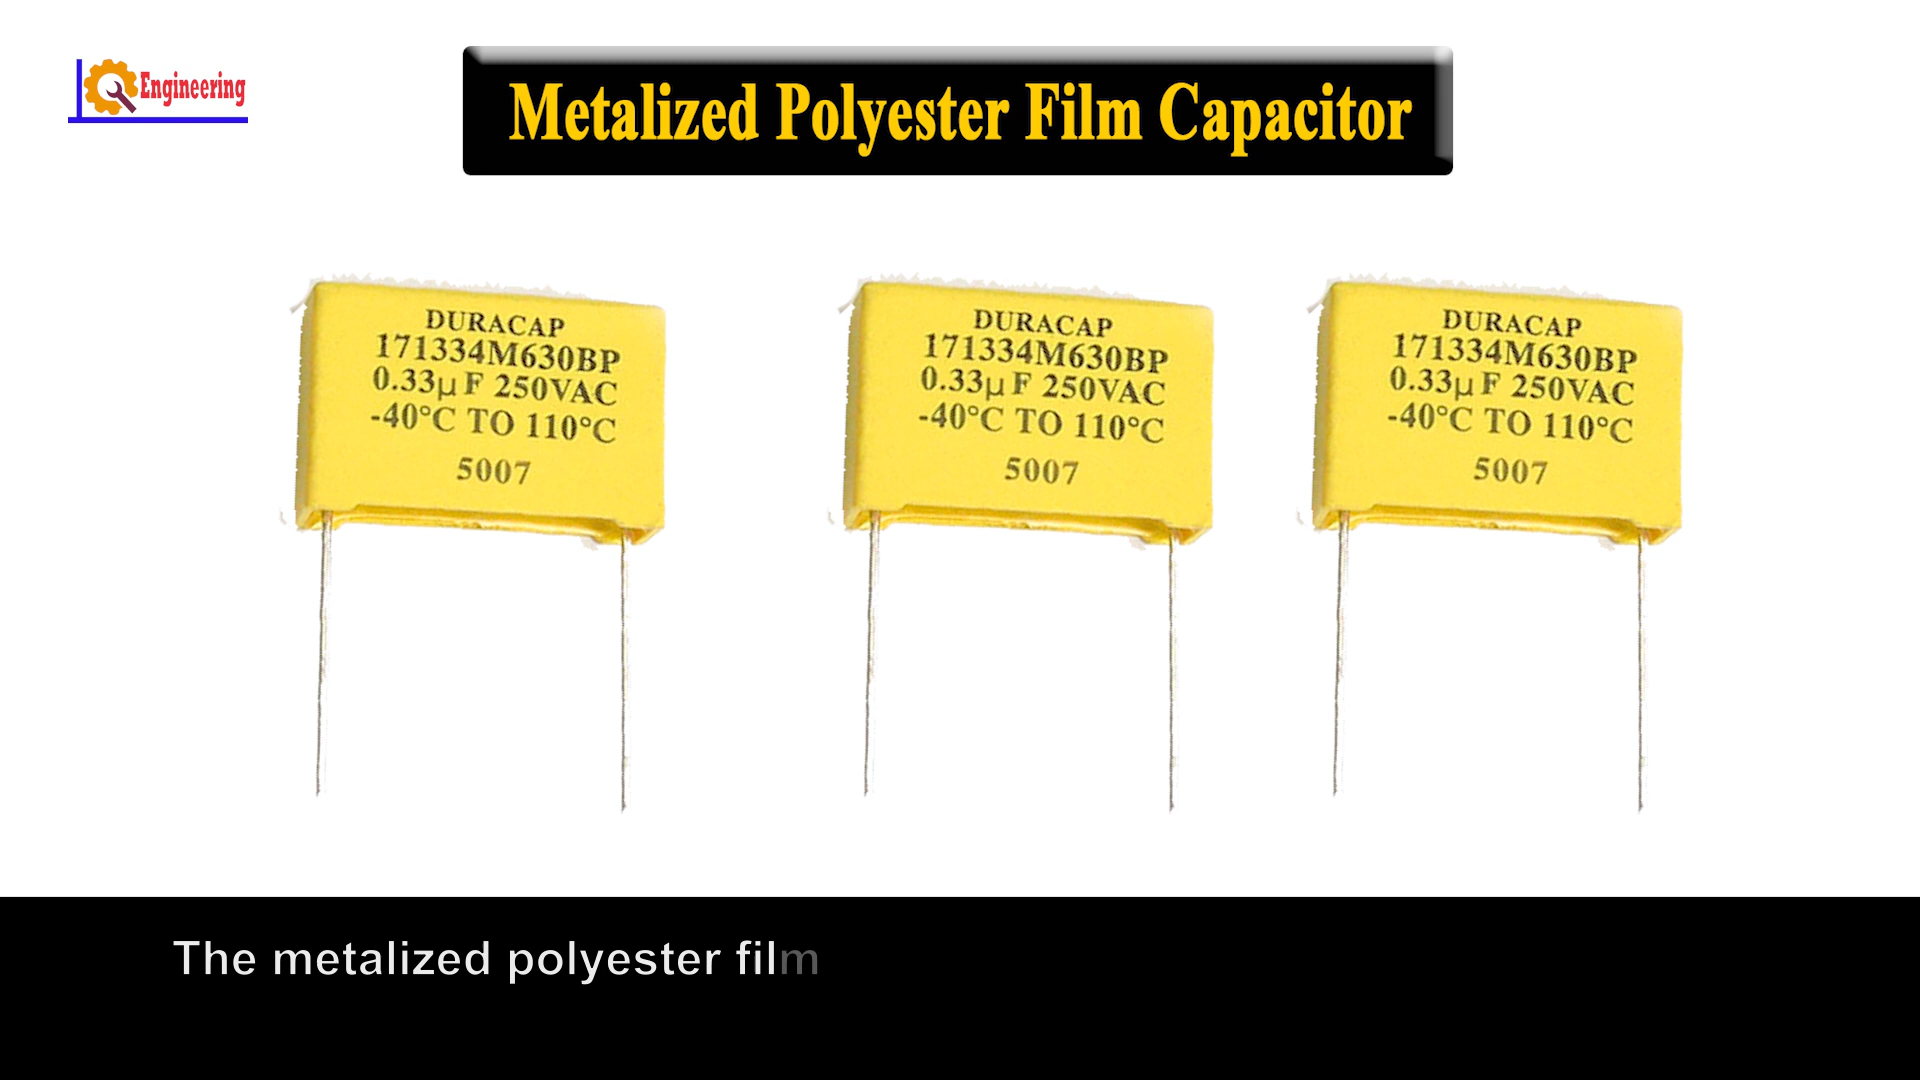 Engineering
Metalized Polyester Film Capacitor
DURACAP
171334M630BP
0.33µF 250VAC
-40°C TO 110°C
5007
DURACAP
171334M630BP
0.33µF 250VAC
-40°C TO 110°C
5007
DURACAP
171334M630BP
0.33µF 250VAC
-40°C TO 110°C
5007
The metalized polyester film